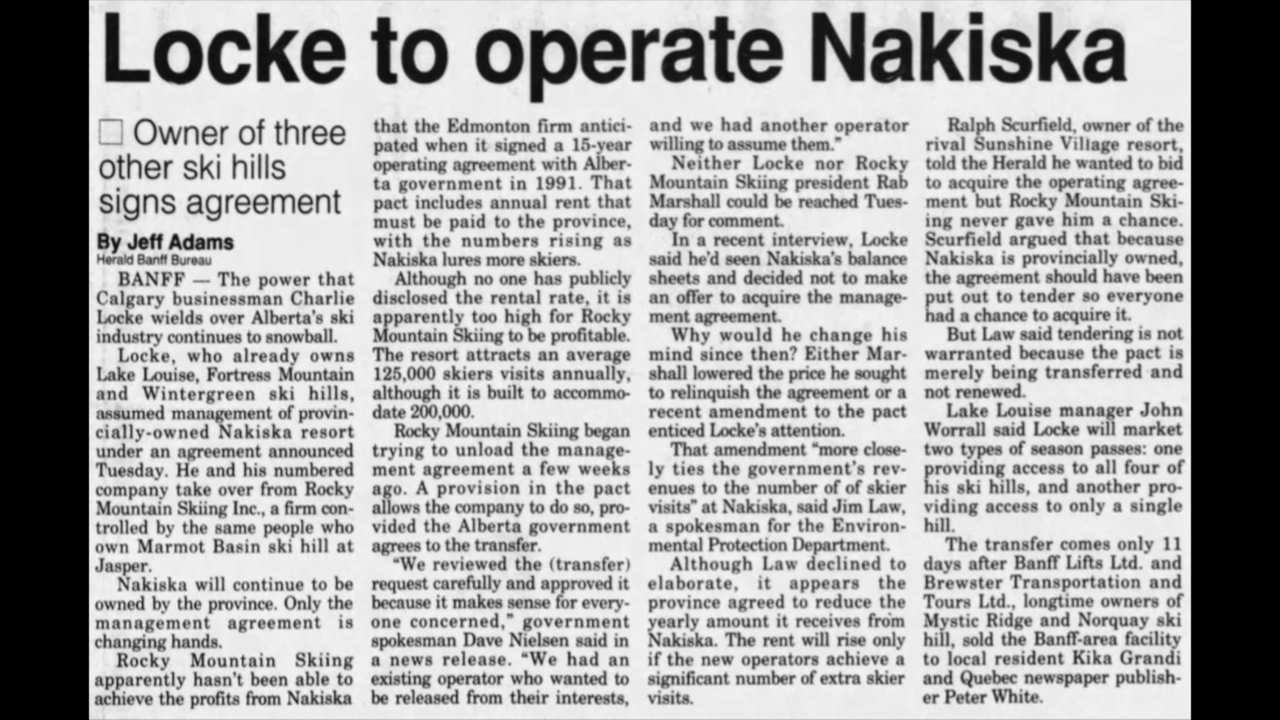 Locke to operate Nakiska
□ Owner of three
other ski hills
signs agreement
By Jeff Adams
Herald Banff Bureau
BANFF — The power that
Calgary businessman Charlie
Locke wields over Alberta's ski
industry continues to snowball.
Locke, who already owns
Lake Louise, Fortress Mountain
and Wintergreen ski hills,
assumed management of provin-
cially-owned Nakiska resort
under an agreement announced
Tuesday. He and his numbered
company take over from Rocky
Mountain Skiing Inc., a firm con-
trolled by the same people who
own Marmot Basin ski hill at
Jasper.
Nakiska will continue to be
owned by the province. Only the
management agreement is
changing hands.
Rocky Mountain Skiing
apparently hasn't been able to
achieve the profits from Nakiska
that the Edmonton firm antici-
pated when it signed a 15-year
operating agreement with Alber-
ta government in 1991. That
pact includes annual rent that
must be paid to the province,
with the numbers rising as
Nakiska lures more skiers.
Although no one has publicly
disclosed the rental rate, it is
apparently too high for Rocky
Mountain Skiing to be profitable.
The resort attracts an average
125,000 skiers visits annually,
although it is built to accommo-
date 200,000.
Rocky Mountain Skiing began
trying to unload the manage-
ment agreement a few weeks
ago. A provision in the pact
allows the company to do so, pro-
vided the Alberta government
agrees to the transfer.
"We reviewed the (transfer)
request carefully and approved it
because it makes sense for every-
one concerned," government
spokesman Dave Nielsen said in
a news release. "We had an
existing operator who wanted to
be released from their interests,
and we had another operator
willing to assume them."
Neither Locke nor Rocky
Mountain Skiing president Rab
Marshall could be reached Tues-
day for comment.
In a recent interview, Locke
said he'd seen Nakiska's balance
sheets and decided not to make
an offer to acquire the manage-
ment agreement.
Why would he change his
mind since then? Either Mar-
shall lowered the price he sought
to relinquish the agreement or a
recent amendment to the pact
enticed Locke's attention.
That amendment "more close-
ly ties the government's rev-
enues to the number of of skier
visits" at Nakiska, said Jim Law,
a spokesman for the Environ-
mental Protection Department.
Although Law declined to
elaborate, it appears the
province agreed to reduce the
yearly amount it receives from
Nakiska. The rent will rise only
if the new operators achieve a
significant number of extra skier
visits.
Ralph Scurfield, owner of the
rival Sunshine Village resort,
told the Herald he wanted to bid
to acquire the operating agree-
ment but Rocky Mountain Ski-
ing never gave him a chance.
Scurfield argued that because
Nakiska is provincially owned,
the agreement should have been
put out to tender so everyone
had a chance to acquire it.
But Law said tendering is not
warranted because the pact is
merely being transferred and
not renewed.
Lake Louise manager John
Worrall said Locke will market
two types of season passes: one
providing access to all four of
his ski hills, and another pro-
viding access to only a single
hill.
The transfer comes only 11
days after Banff Lifts Ltd. and
Brewster Transportation and
Tours Ltd., longtime owners of
Mystic Ridge and Norquay ski
hill, sold the Banff-area facility
to local resident Kika Grandi
and Quebec newspaper publish-
er Peter White.